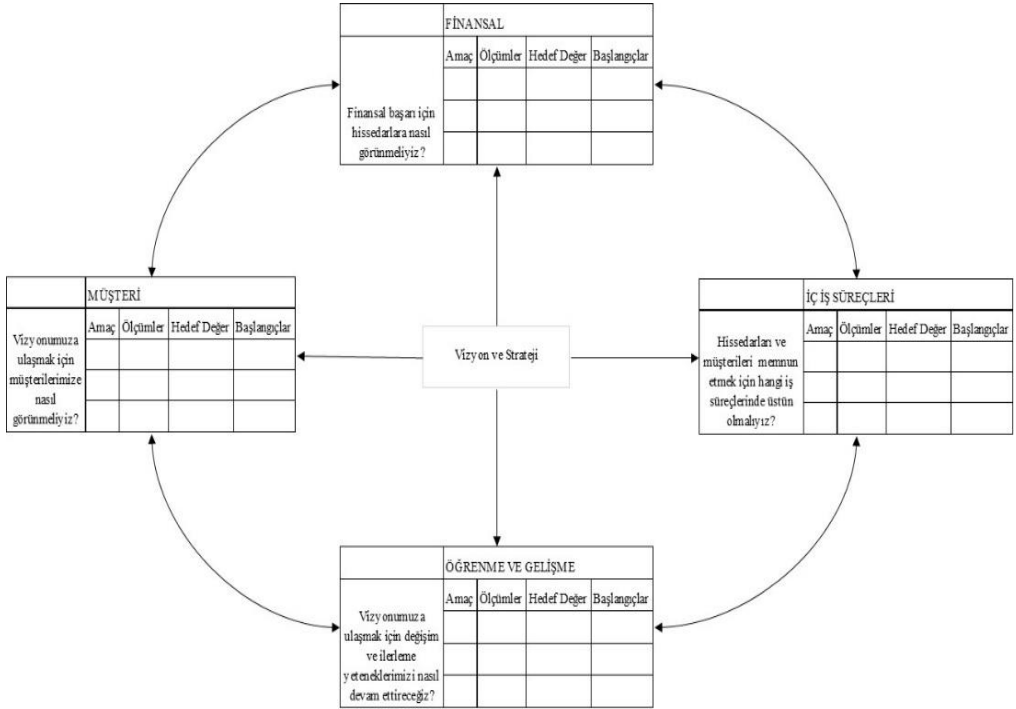 FİNANSAL
Amaç Ölçümler Hedef Değer Başlangıçlar
Finansal başarı için
hissedarlara nasıl
görünmeliyiz?
MÜŞTERİ
Amaç Ölçümler Hedef Değer Başlangıçlar
Vizyonumuza
ulaşmak için
müşterilerimize
nasıl
görünmeliyiz?
Vizyon ve Strateji
İÇ İŞ SÜREÇLERİ
Amaç Ölçümler Hedef Değer Başlangıçlar
Hissedarları ve
müşterileri memnun
etmek için hangi iş
süreçlerinde üstün
olmalıyız?
ÖĞRENME VE GELİŞME
Amaç Ölçümler Hedef Değer Başlangıçlar
Vizyonumuza
ulaşmak için değişim
ve ilerleme
yeteneklerimizi nasıl
devam ettireceğiz?